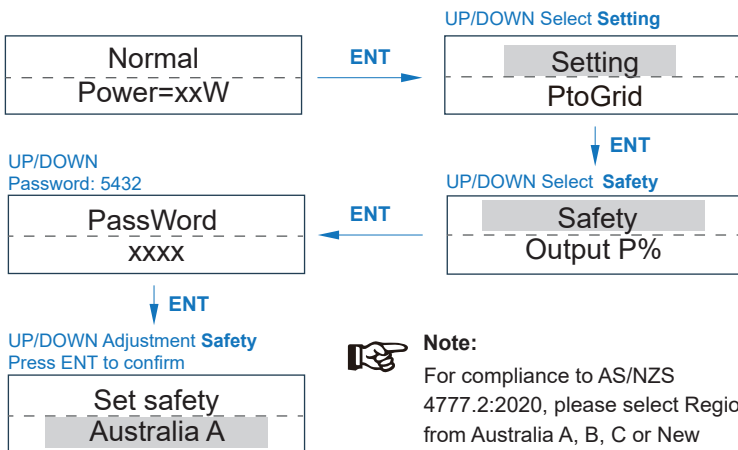 UP/DOWN Select Setting
Normal
Power=xxW
ENT
Setting
PtoGrid
ENT
UP/DOWN Select Safety
Safety
Output P%
ENT
UP/DOWN
Password: 5432
PassWord
xxxx
ENT
UP/DOWN Adjustment Safety
Press ENT to confirm
Set safety
Australia A
Note:
For compliance to AS/NZS
4777.2:2020, please select
from Australia A, B, C or New